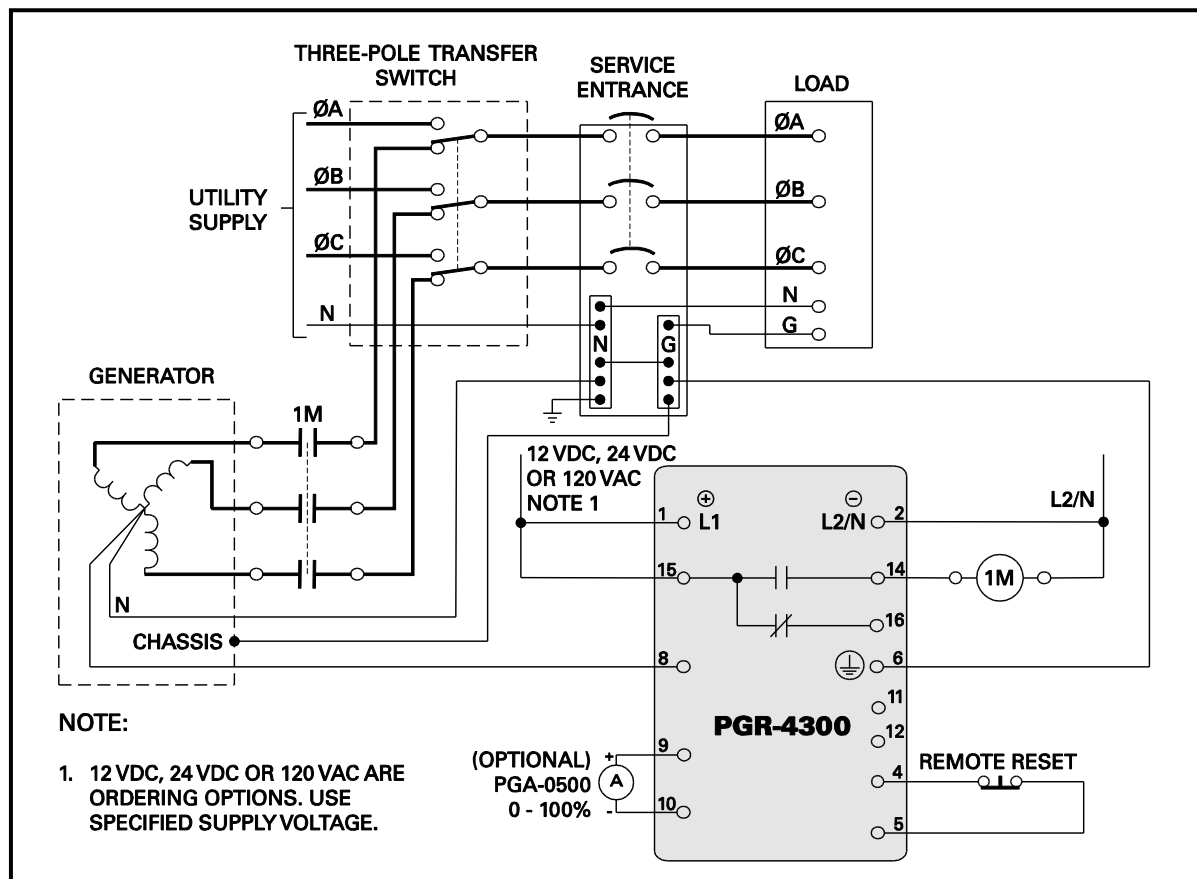 THREE-POLE TRANSFER
SWITCH
SERVICE
ENTRANCE
LOAD
ØA
ØA
UTILITY
SUPPLY
ØB
ØB
ØC
ØC
N
N
G
N
G
GENERATOR
1M
12 VDC, 24 VDC
OR 120 VAC
NOTE 1
1
+
L1
-
L2/N
2
L2/N
15
14
1M
16
N
CHASSIS
8
6
11
PGR-4300
12
NOTE:
1. 12 VDC, 24 VDC OR 120 VAC ARE
ORDERING OPTIONS. USE
SPECIFIED SUPPLY VOLTAGE.
(OPTIONAL)
PGA-0500
0 - 100%
+
A
-
9
10
4
REMOTE RESET
5